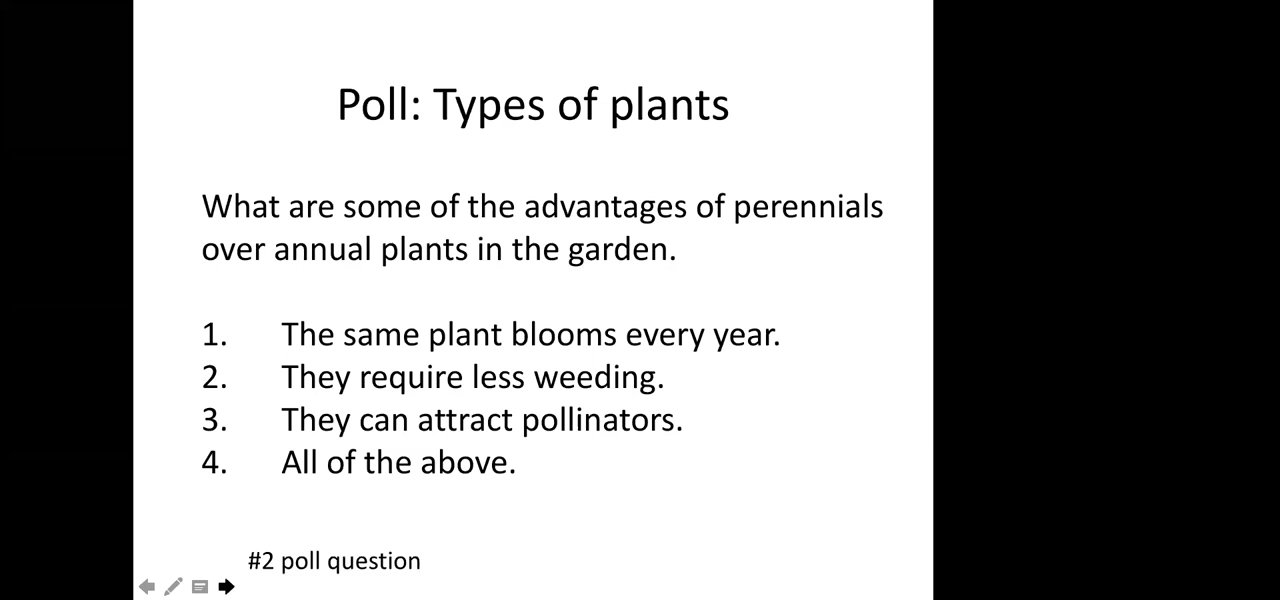 Poll: Types of plants
What are some of the advantages of perennials
over annual plants in the garden.
1. The same plant blooms every year.
2. They require less weeding.
3. They can attract pollinators.
4. All of the above.
#2 poll question